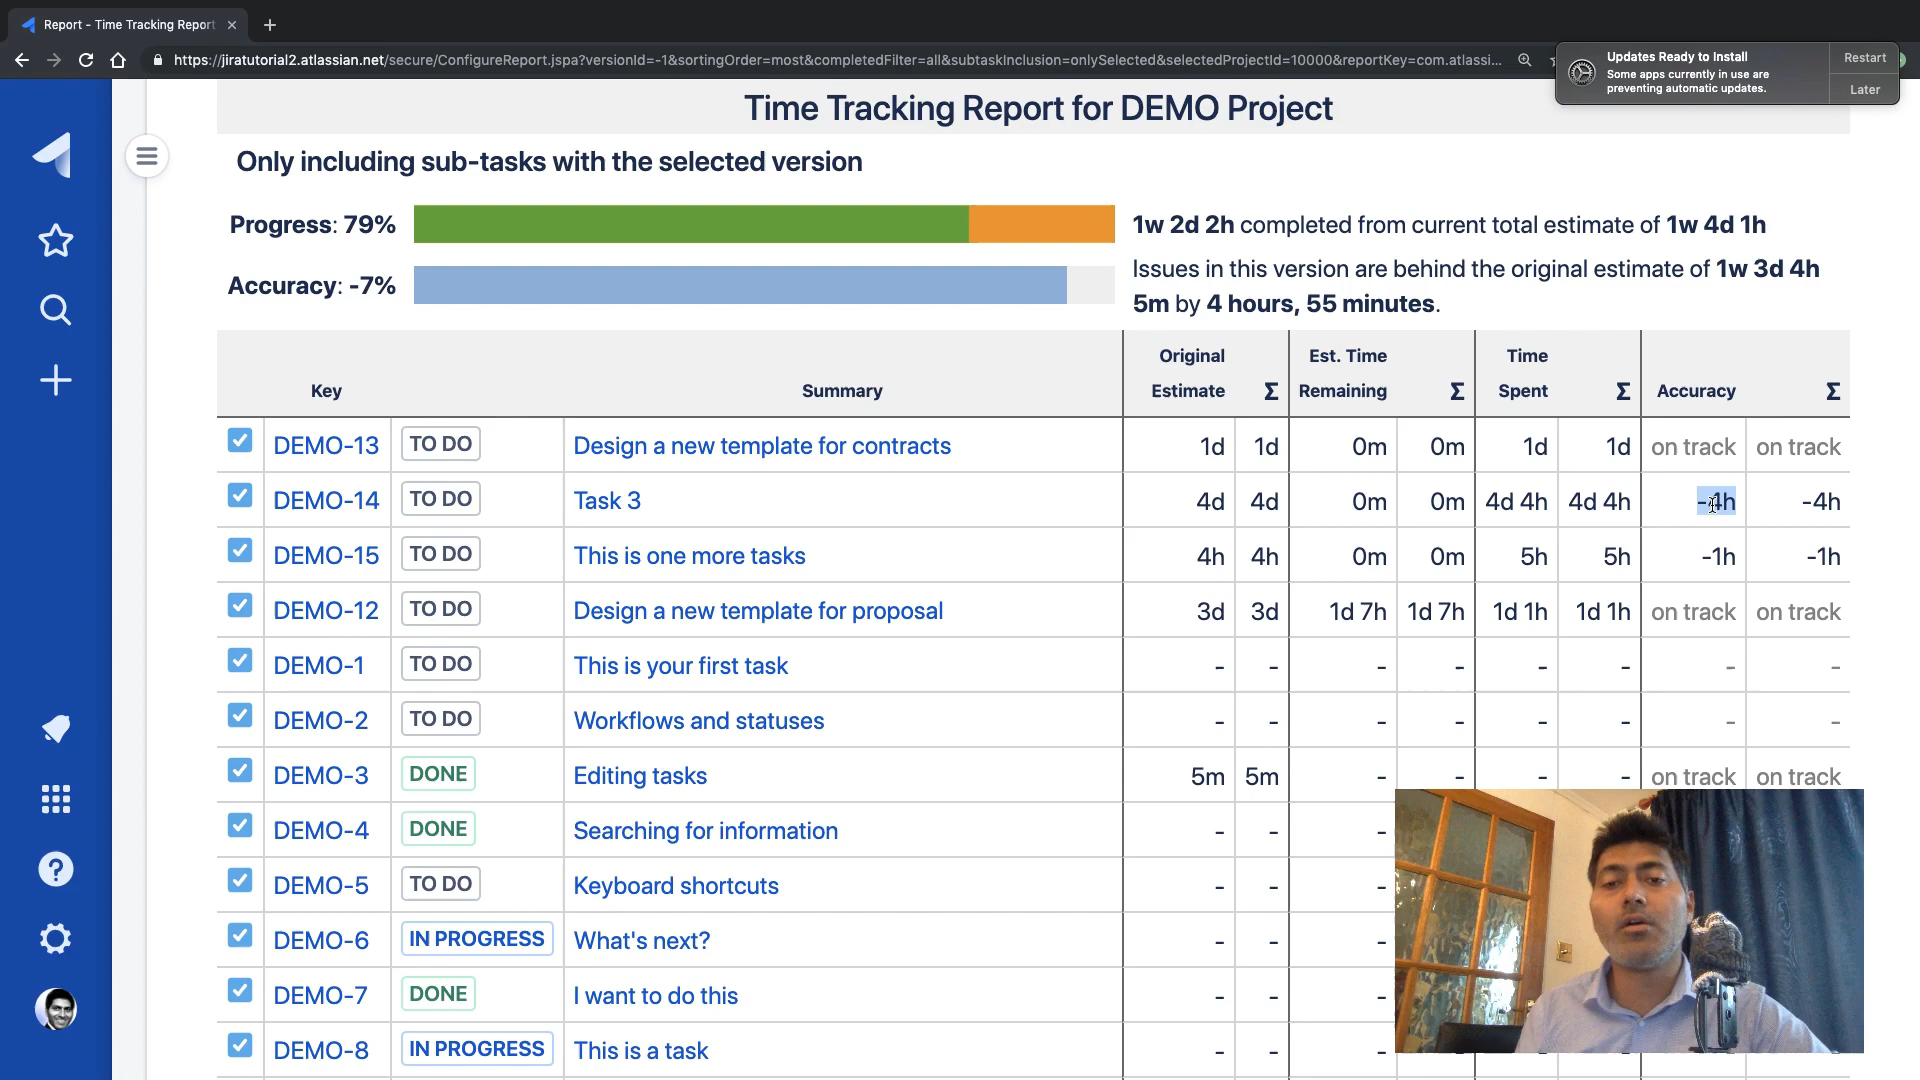 Report - Time Tracking Report
https://jiratutorial2.atlassian.net/secure/ConfigureReport.jspa?versionId=-1&sortingOrder=most&completedFilter=all&subtaskInclusion=onlySelected&selectedProjectId=10000&reportKey=com.atlassi...
Updates Ready to Install
Some apps currently in use are
preventing automatic updates.
Restart
Later
Time Tracking Report for DEMO Project
Only including sub-tasks with the selected version
Progress: 79% 1w 2d 2h completed from current total estimate of 1w 4d 1h
Accuracy: -7% Issues in this version are behind the original estimate of 1w 3d 4h
5m by 4 hours, 55 minutes.
Key Summary Original Estimate Σ Est. Time Remaining Σ Time Spent Σ Accuracy Σ
DEMO-13 TO DO Design a new template for contracts 1d 1d 0m 0m 1d 1d on track on track
DEMO-14 TO DO Task 3 4d 4d 0m 0m 4d 4h 4d 4h -4h -4h
DEMO-15 TO DO This is one more tasks 4h 4h 0m 0m 5h 5h -1h -1h
DEMO-12 TO DO Design a new template for proposal 3d 3d 1d 7h 1d 7h 1d 1h 1d 1h on track on track
DEMO-1 TO DO This is your first task - - - - - - - -
DEMO-2 TO DO Workflows and statuses - - - - - - - -
DEMO-3 DONE Editing tasks 5m 5m - - - - on track on track
DEMO-4 DONE Searching for information - - -
DEMO-5 TO DO Keyboard shortcuts - - -
DEMO-6 IN PROGRESS What's next? - - -
DEMO-7 DONE I want to do this - - -
DEMO-8 IN PROGRESS This is a task - - - - - - - -